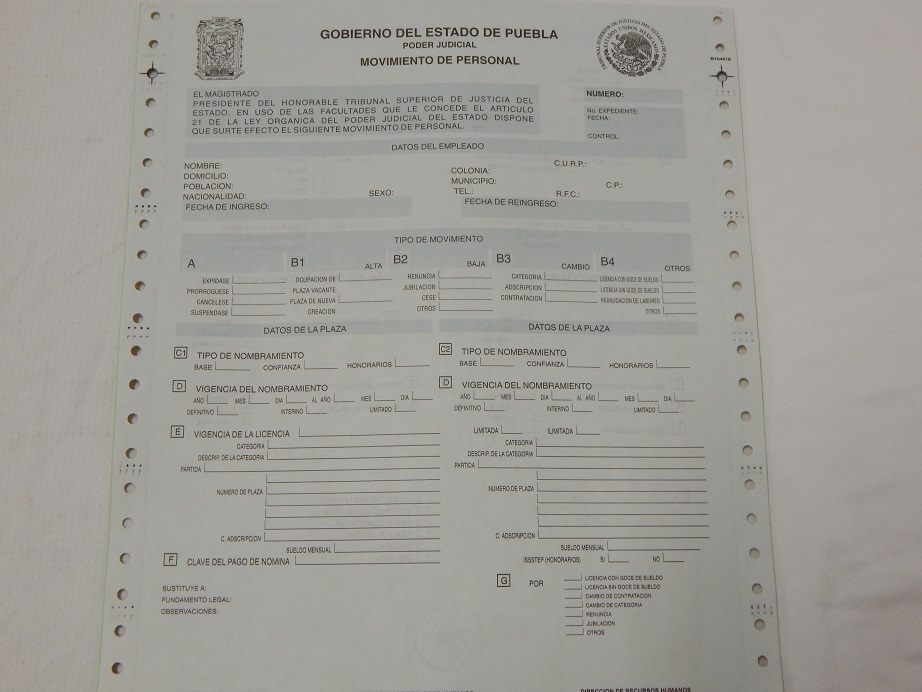 GOBIERNO DEL ESTADO DE PUEBLA
PODER JUDICIAL
MOVIMIENTO DE PERSONAL
EL MAGISTRADO
PRESIDENTE DEL HONORABLE TRIBUNAL SUPERIOR DE JUSTICIA DEL
ESTADO, EN USO DE LAS FACULTADES QUE LE CONCEDE EL ARTICULO
21 DE LA LEY ORGANICA DEL PODER JUDICIAL DEL ESTADO DISPONE
QUE SURTE EFECTO EL SIGUIENTE MOVIMIENTO DE PERSONAL.
NUMERO:
No. EXPEDIENTE:
FECHA:
CONTROL:
DATOS DEL EMPLEADO
NOMBRE: C.U.R.P.:
DOMICILIO: COLONIA:
POBLACION: MUNICIPIO: C.P.:
NACIONALIDAD: SEXO: TEL.: R.F.C.:
FECHA DE INGRESO: FECHA DE REINGRESO:
TIPO DE MOVIMIENTO
A B1 ALTA B2 BAJA B3 CAMBIO B4 OTROS
EXPIDASE OCUPACION DE RENUNCIA CATEGORIA LICENCIA CON GOCE DE SUELDO
PRORROGUESE PLAZA VACANTE JUBILACION ADSCRIPCION LICENCIA SIN GOCE DE SUELDO
CANCELESE PLAZA DE NUEVA CESE CONTRATACION REANUDACION DE LABORES
SUSPENDASE CREACION OTROS OTROS
DATOS DE LA PLAZA DATOS DE LA PLAZA
C1 TIPO DE NOMBRAMIENTO C2 TIPO DE NOMBRAMIENTO
BASE CONFIANZA HONORARIOS BASE CONFIANZA HONORARIOS
D VIGENCIA DEL NOMBRAMIENTO D VIGENCIA DEL NOMBRAMIENTO
AÑO MES DIA AL AÑO MES DIA AÑO MES DIA AL AÑO MES DIA
DEFINITIVO INTERINO LIMITADO DEFINITIVO INTERINO LIMITADO
E VIGENCIA DE LA LICENCIA LIMITADA ILIMITADA
CATEGORIA CATEGORIA
DESCRIP. DE LA CATEGORIA DESCRIP. DE LA CATEGORIA
PARTIDA PARTIDA
NUMERO DE PLAZA NUMERO DE PLAZA
C. ADSCRIPCION C. ADSCRIPCION
SUELDO MENSUAL SUELDO MENSUAL
F CLAVE DEL PAGO DE NOMINA ISSSTEP (HONORARIOS) SI NO
SUSTITUYE A:
FUNDAMENTO LEGAL:
OBSERVACIONES:
G POR LICENCIA CON GOCE DE SUELDO
LICENCIA SIN GOCE DE SUELDO
CAMBIO DE CONTRATACION
CAMBIO DE CATEGORIA
RENUNCIA
JUBILACION
OTROS
DIRECCION DE RECURSOS HUMANOS